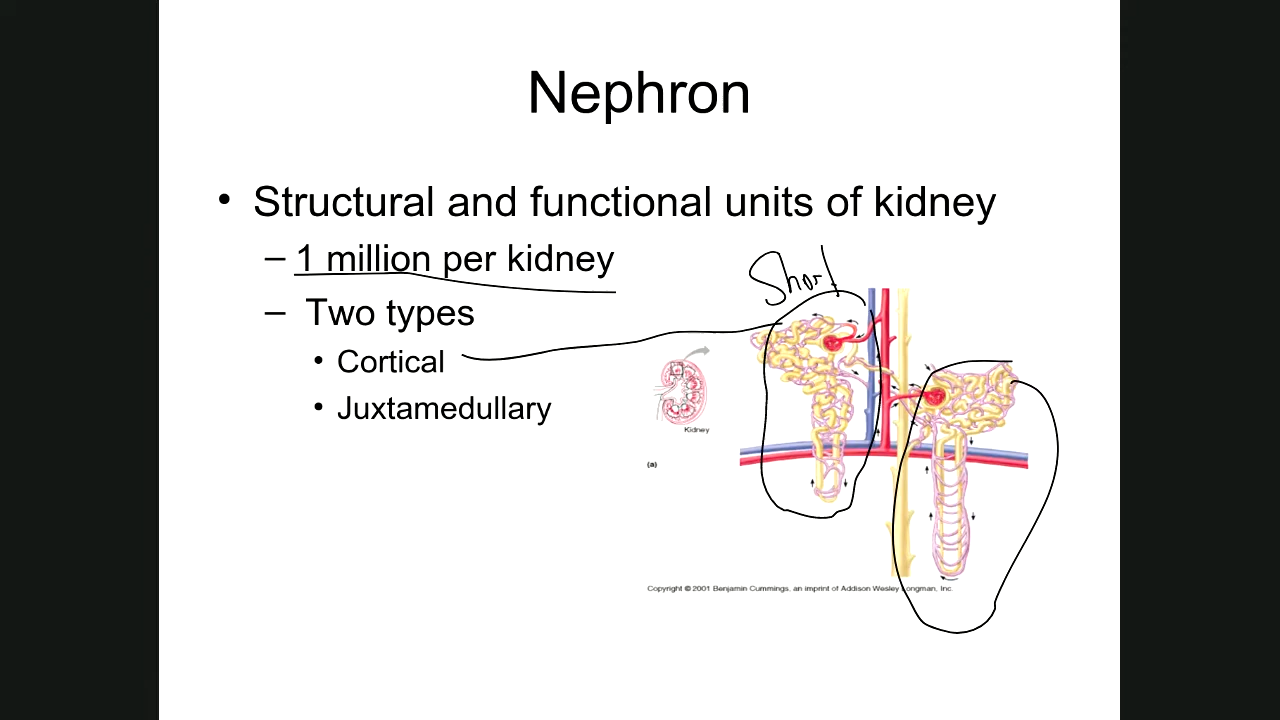 Nephron
• Structural and functional units of kidney
– 1 million per kidney
– Two types
• Cortical
• Juxtamedullary
Short
Kidney
(a)
Copyright © 2001 Benjamin Cummings, an imprint of Addison Wesley Longman, Inc.